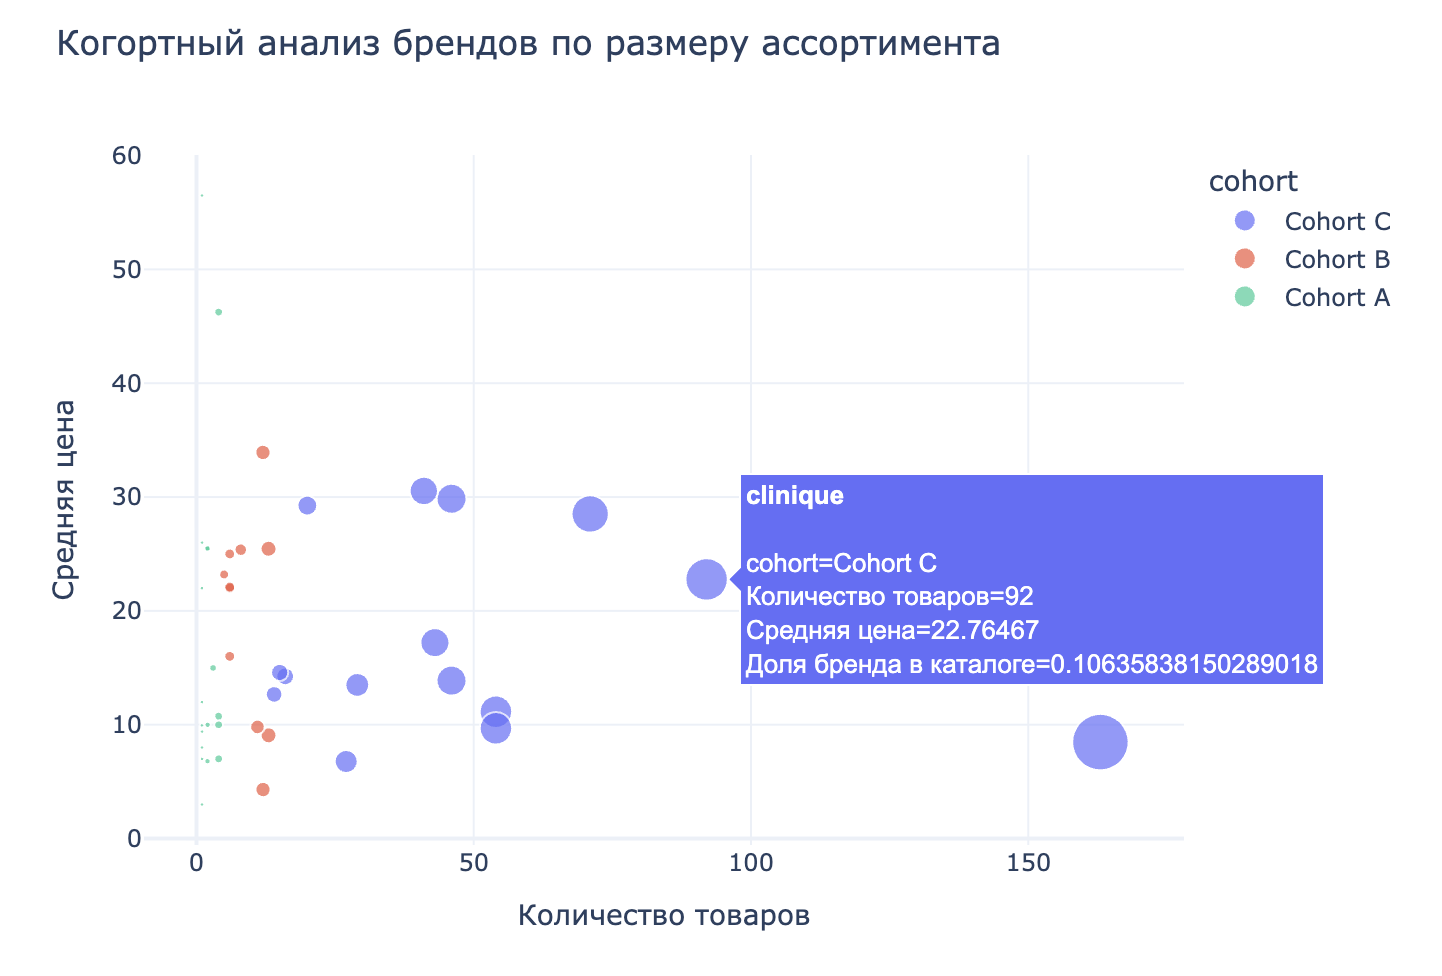 Когортный анализ брендов по размеру ассортимента
cohort
Cohort C
Cohort B
Cohort A
Средняя цена
60
50
40
30
20
10
0
clinique
cohort=Cohort C
Количество товаров=92
Средняя цена=22.76467
Доля бренда в каталоге=0.10635838150289018
0
50
100
150
Количество товаров